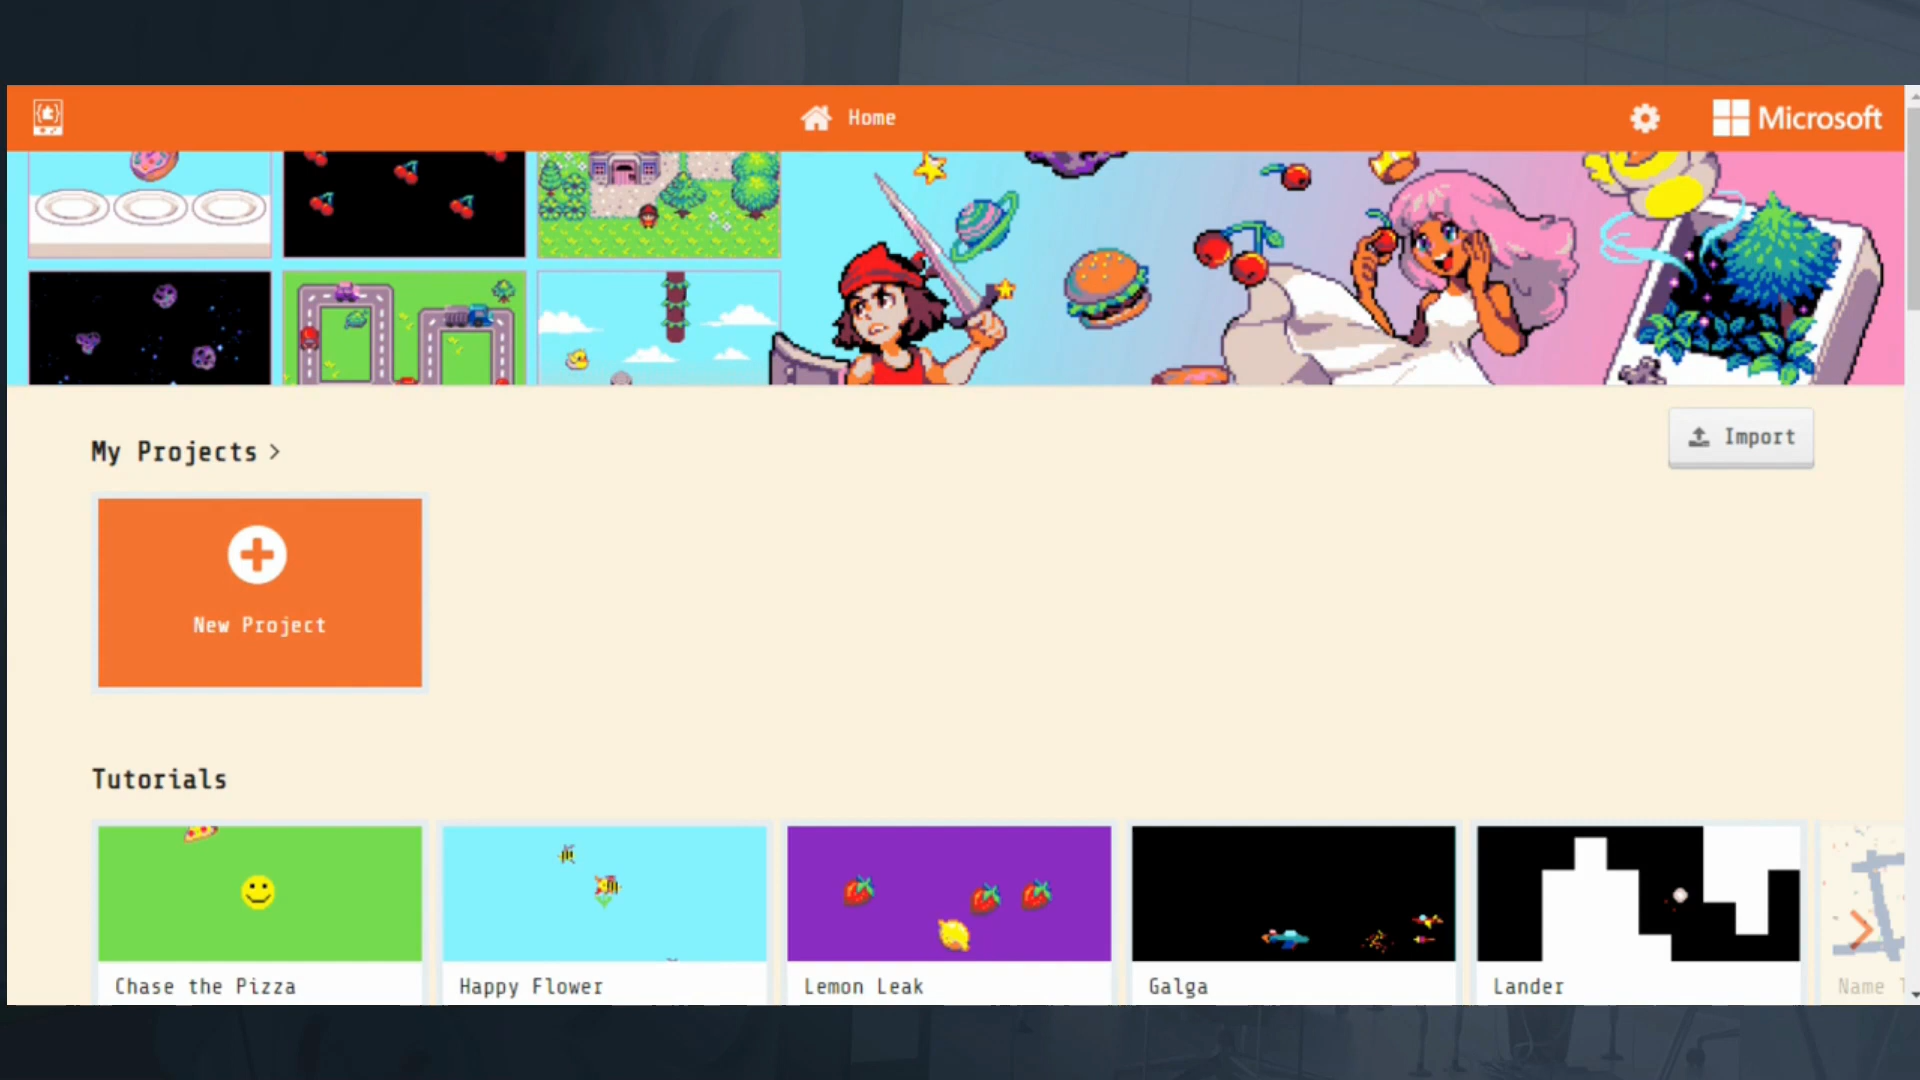 Home
Microsoft
My Projects >
Import
New Project
Tutorials
Chase the Pizza
Happy Flower
Lemon Leak
Galga
Lander
Name